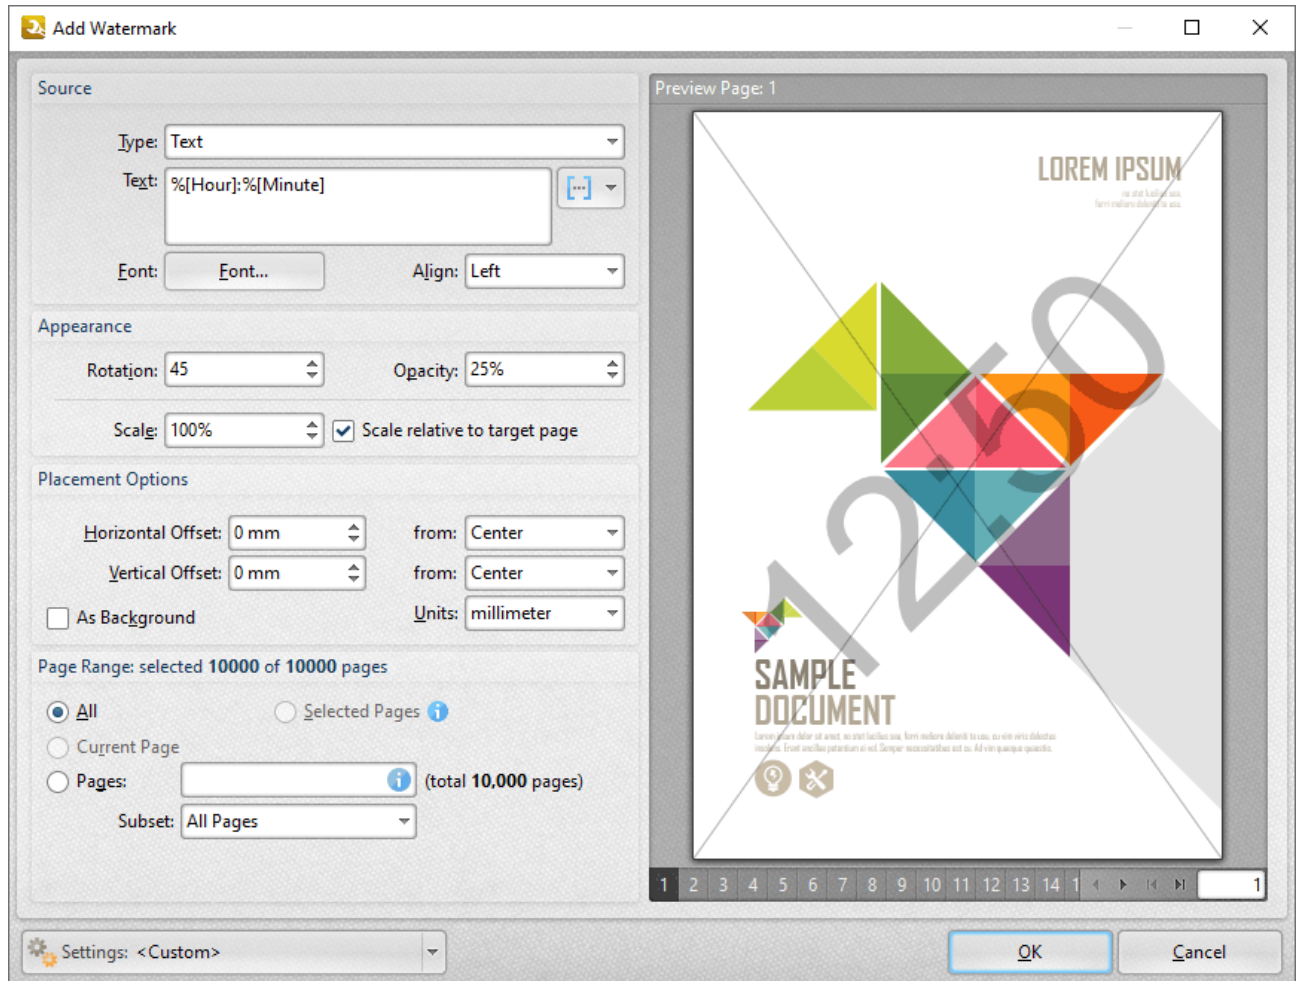 Add Watermark
Source
Type: Text
Text: %[Hour]:%[Minute]
Font: Font... Align: Left
Appearance
Rotation: 45 Opacity: 25%
Scale: 100% Scale relative to target page
Placement Options
Horizontal Offset: 0 mm from: Center
Vertical Offset: 0 mm from: Center
As Background Units: millimeter
Page Range: selected 10000 of 10000 pages
All Selected Pages
Current Page
Pages: (total 10,000 pages)
Subset: All Pages
Preview Page: 1
LOREM IPSUM
12:50
SAMPLE
DOCUMENT
1 2 3 4 5 6 7 8 9 10 11 12 13 14 1 1
Settings: <Custom> OK Cancel